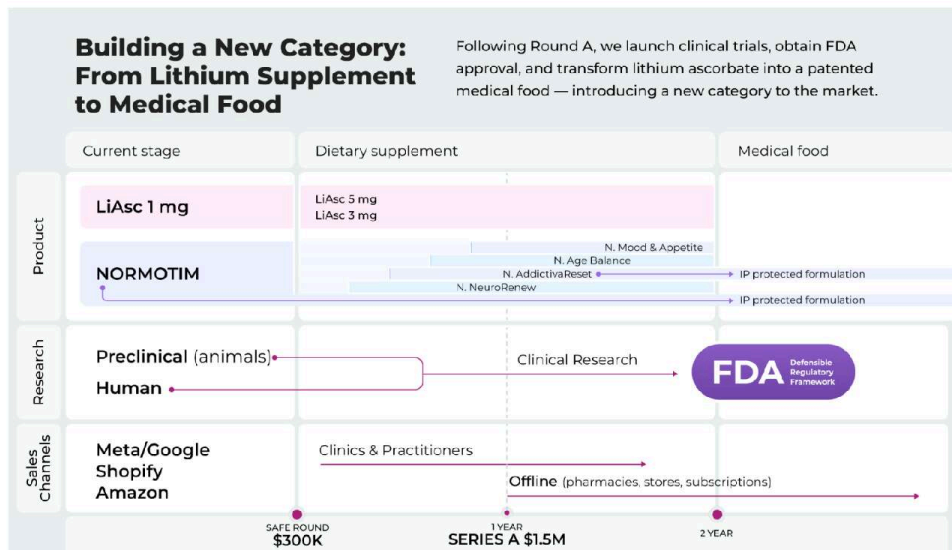 Building a New Category:
From Lithium Supplement
to Medical Food
Following Round A, we launch clinical trials, obtain FDA
approval, and transform lithium ascorbate into a patented
medical food — introducing a new category to the market.
Current stage
Dietary supplement
Medical food
Product
LiAsc 1 mg
LiAsc 5 mg
LiAsc 3 mg
NORMOTIM
N. Mood & Appetite
N. Age Balance
N. AddictivaReset
N. NeuroRenew
IP protected formulation
IP protected formulation
Research
Preclinical (animals)
Human
Clinical Research
FDA
Defensible
Regulatory
Framework
Sales
Channels
Meta/Google
Shopify
Amazon
Clinics & Practitioners
Offline (pharmacies, stores, subscriptions)
SAFE ROUND
$300K
1 YEAR
SERIES A $1.5M
2 YEAR